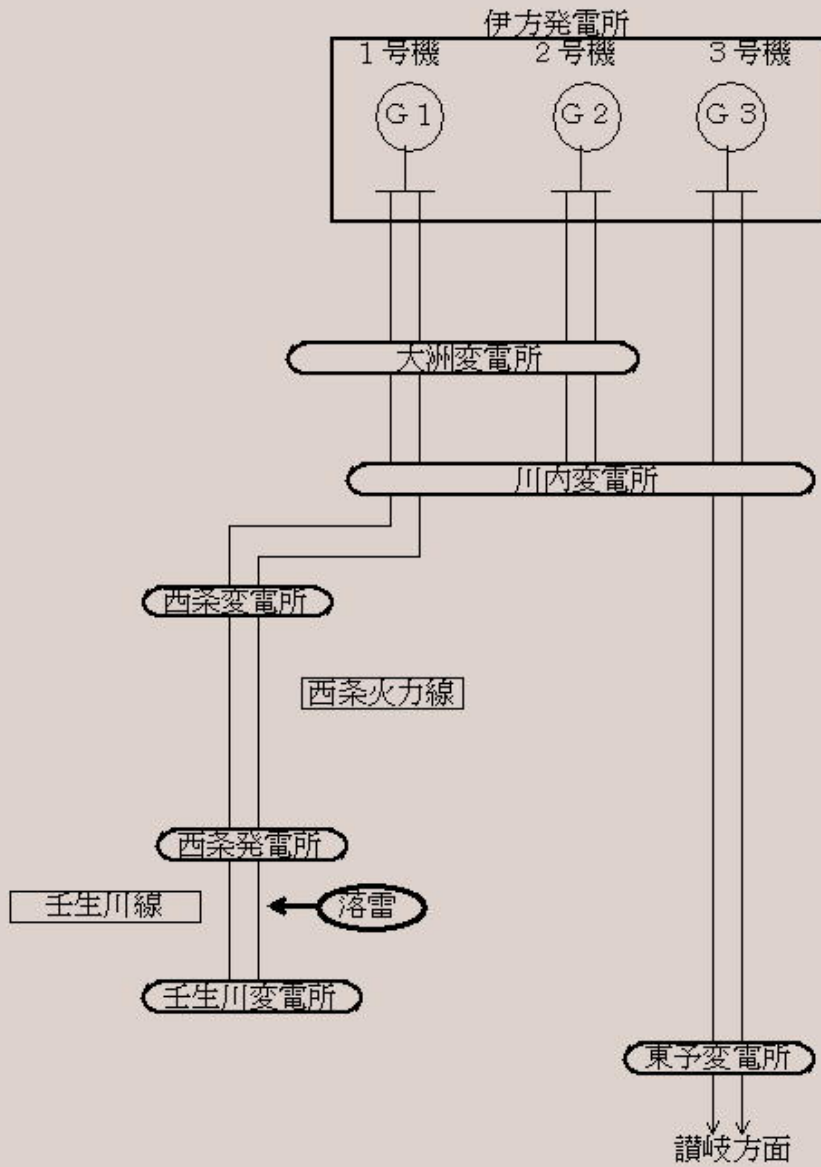 伊方発電所
１号機
２号機
３号機
Ｇ１
Ｇ２
Ｇ３
大洲変電所
川内変電所
西条変電所
西条火力線
西条発電所
壬生川線
落雷
壬生川変電所
東予変電所
讃岐方面